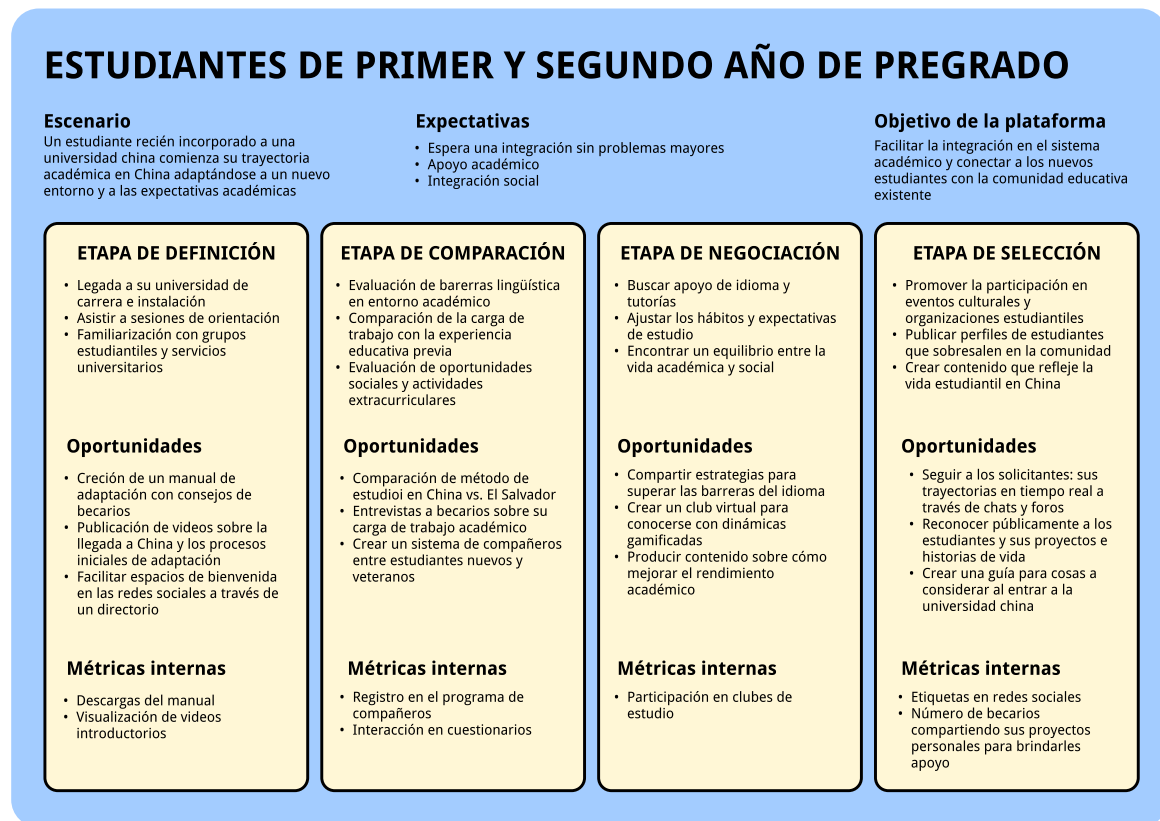 ESTUDIANTES DE PRIMER Y SEGUNDO AÑO DE PREGRADO
Escenario
Un estudiante recién incorporado a una
universidad china comienza su trayectoria
académica en China adaptándose a un nuevo
entorno y a las expectativas académicas
Expectativas
• Espera una integración sin problemas mayores
• Apoyo académico
• Integración social
Objetivo de la plataforma
Facilitar la integración en el sistema
académico y conectar a los nuevos
estudiantes con la comunidad educativa
existente
ETAPA DE DEFINICIÓN
• Legada a su universidad de
carrera e instalación
• Asistir a sesiones de orientación
• Familiarización con grupos
estudiantiles y servicios
universitarios
Oportunidades
• Creción de un manual de
adaptación con consejos de
becarios
• Publicación de videos sobre la
llegada a China y los procesos
iniciales de adaptación
• Facilitar espacios de bienvenida
en las redes sociales a través de
un directorio
Métricas internas
• Descargas del manual
• Visualización de videos
introductorios
ETAPA DE COMPARACIÓN
• Evaluación de barerras lingüística
en entorno académico
• Comparación de la carga de
trabajo con la experiencia
educativa previa
• Evaluación de oportunidades
sociales y actividades
extracurriculares
Oportunidades
• Comparación de método de
estudioi en China vs. El Salvador
• Entrevistas a becarios sobre su
carga de trabajo académico
• Crear un sistema de compañeros
entre estudiantes nuevos y
veteranos
Métricas internas
• Registro en el programa de
compañeros
• Interacción en cuestionarios
ETAPA DE NEGOCIACIÓN
• Buscar apoyo de idioma y
tutorías
• Ajustar los hábitos y expectativas
de estudio
• Encontrar un equilibrio entre la
vida académica y social
Oportunidades
• Compartir estrategias para
superar las barreras del idioma
• Crear un club virtual para
conocerse con dinámicas
gamificadas
• Producir contenido sobre cómo
mejorar el rendimiento
académico
Métricas internas
• Participación en clubes de
estudio
ETAPA DE SELECCIÓN
• Promover la participación en
eventos culturales y
organizaciones estudiantiles
• Publicar perfiles de estudiantes
que sobresalen en la comunidad
• Crear contenido que refleje la
vida estudiantil en China
Oportunidades
• Seguir a los solicitantes: sus
trayectorias en tiempo real a
través de chats y foros
• Reconocer públicamente a los
estudiantes y sus proyectos e
historias de vida
• Crear una guía para cosas a
considerar al entrar a la
universidad china
Métricas internas
• Etiquetas en redes sociales
• Número de becarios
compartiendo sus proyectos
personales para brindarles
apoyo